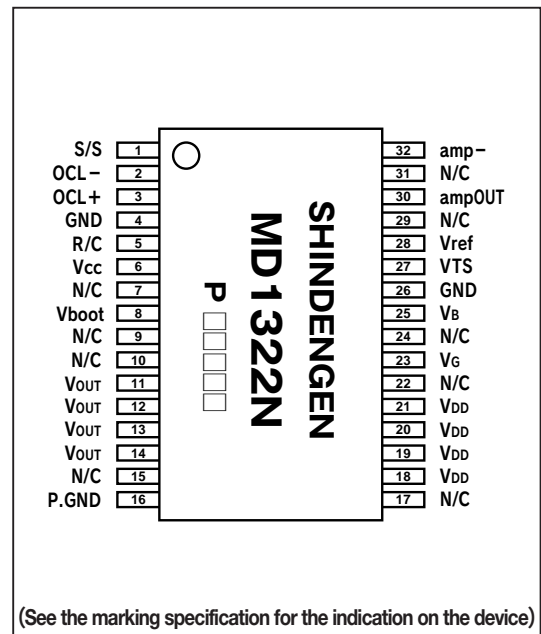 S/S 1
OCL− 2
OCL+ 3
GND 4
R/C 5
Vcc 6
N/C 7
Vboot 8
N/C 9
N/C 10
VOUT 11
VOUT 12
VOUT 13
VOUT 14
N/C 15
P.GND 16
SHINDENGEN
MD1322N
P□□□□□
32 amp−
31 N/C
30 ampOUT
29 N/C
28 Vref
27 VTS
26 GND
25 VB
24 N/C
23 VG
22 N/C
21 VDD
20 VDD
19 VDD
18 VDD
17 N/C
(See the marking specification for the indication on the device)